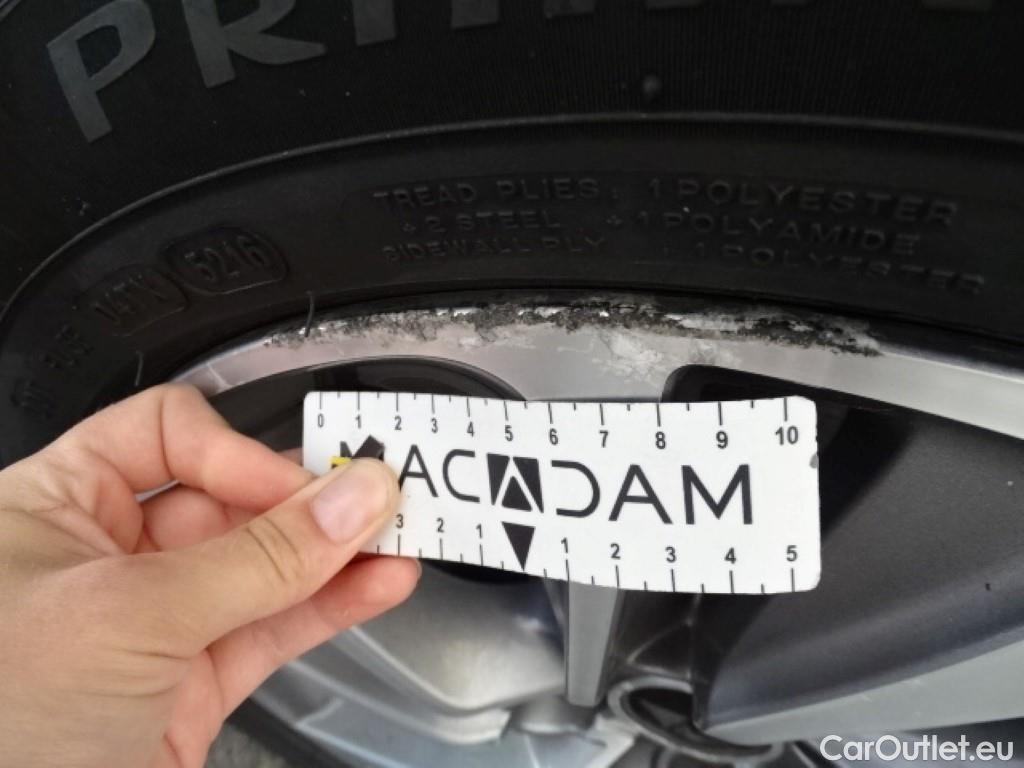 TREAD PLIES: 1 POLYESTER
+ 2 STEEL + 1 POLYAMIDE
SIDEWALL PLY : 1 POLYESTER
5216
0 1 2 3 4 5 6 7 8 9 10
MACADAM
3 2 1 1 2 3 4 5
CarOutlet.eu